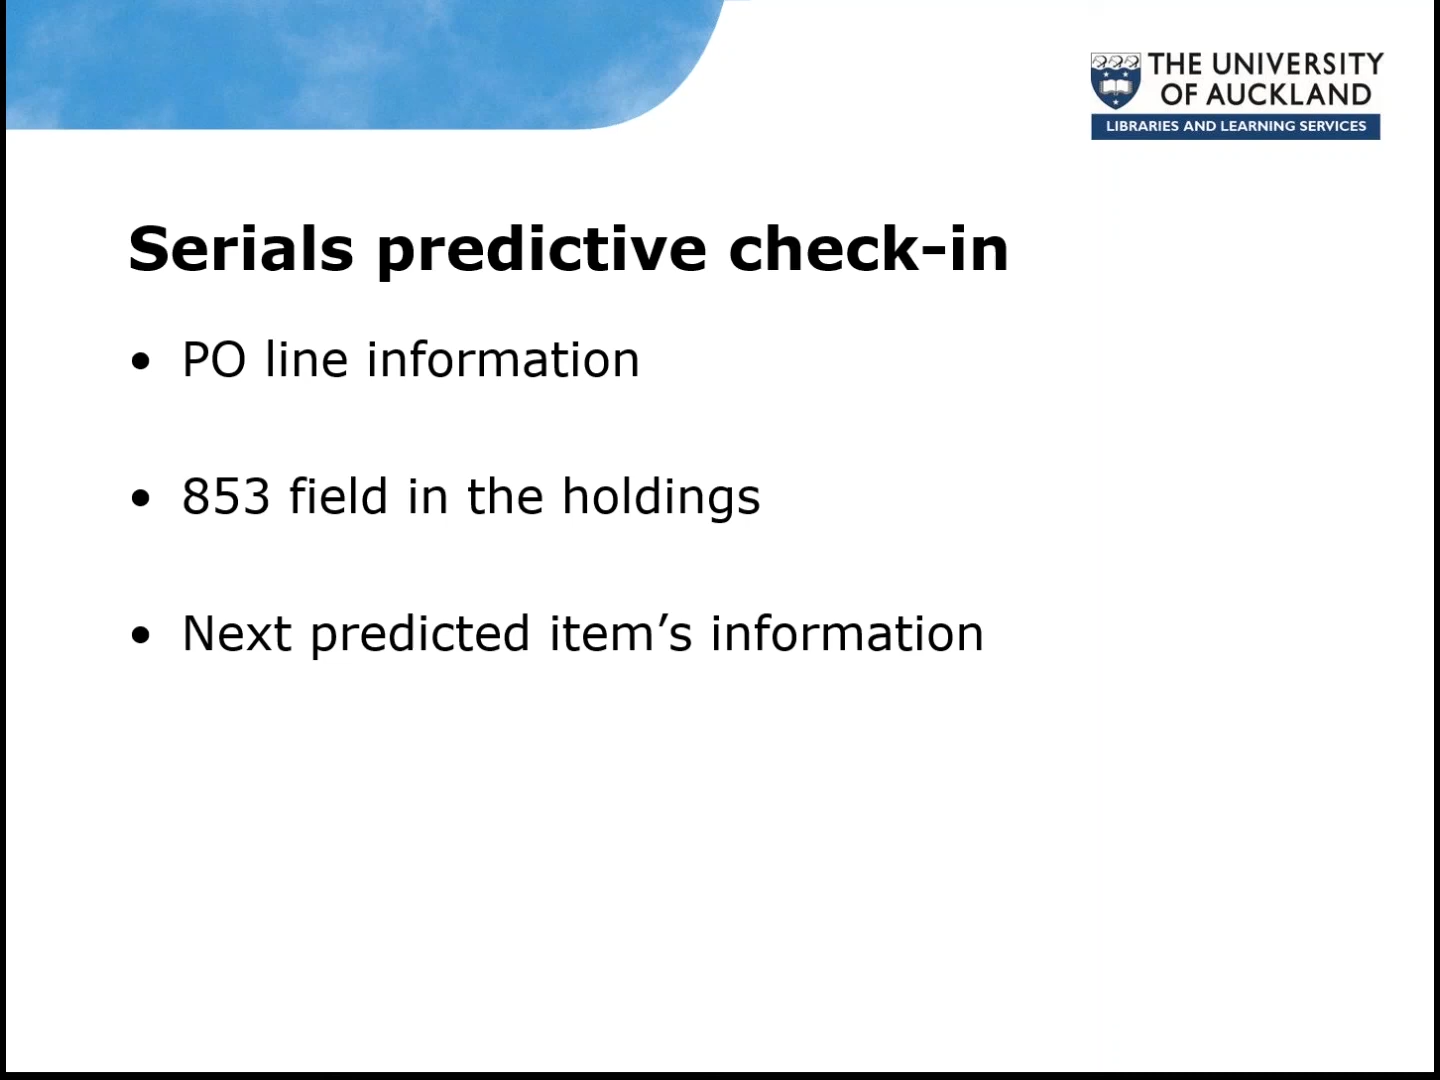 THE UNIVERSITY
OF AUCKLAND
LIBRARIES AND LEARNING SERVICES
Serials predictive check-in
• PO line information
• 853 field in the holdings
• Next predicted item’s information